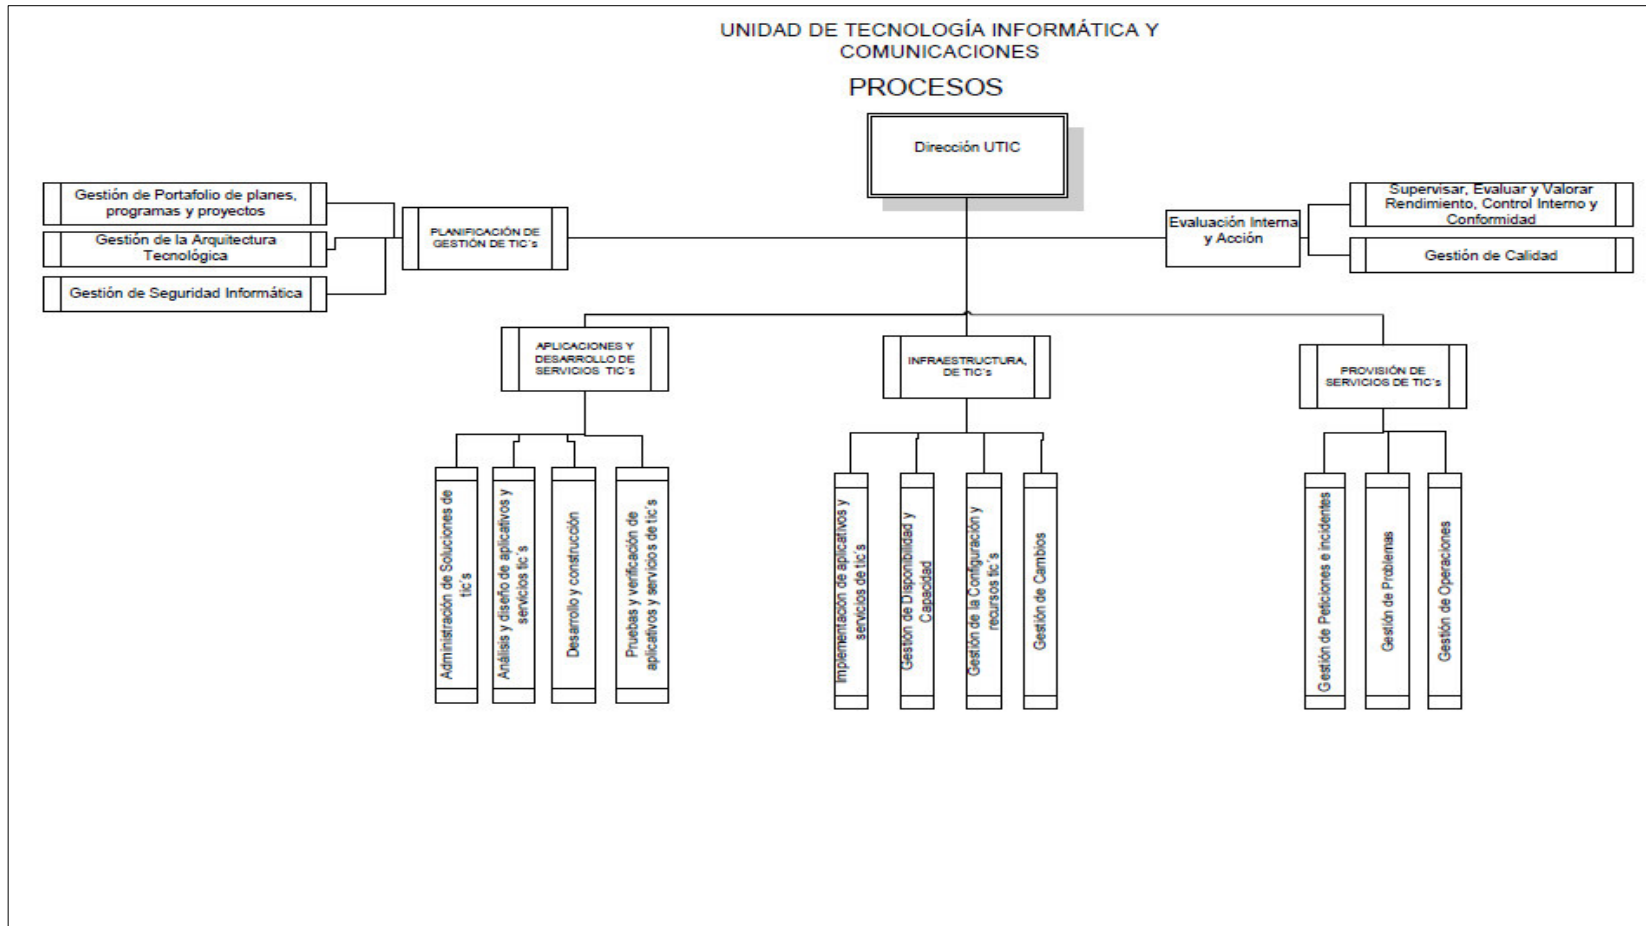 UNIDAD DE TECNOLOGÍA INFORMÁTICA Y
COMUNICACIONES
PROCESOS
Dirección UTIC
Gestión de Portafolio de planes,
programas y proyectos
Gestión de la Arquitectura
Tecnológica
Gestión de Seguridad Informática
PLANIFICACIÓN DE
GESTIÓN DE TIC´s
Evaluación Interna
y Acción
Supervisar, Evaluar y Valorar
Rendimiento, Control Interno y
Conformidad
Gestión de Calidad
APLICACIONES Y
DESARROLLO DE
SERVICIOS TIC´s
INFRAESTRUCTURA,
DE TIC´s
PROVISIÓN DE
SERVICIOS DE TIC´s
Administración de Soluciones de
tic´s
Análisis y diseño de aplicativos y
servicios tic´s
Desarrollo y construcción
Pruebas y verificación de
aplicativos y servicios de tic´s
Implementación de aplicativos y
servicios de tic´s
Gestión de Disponibilidad y
Capacidad
Gestión de la Configuración y
recursos tic´s
Gestión de Cambios
Gestión de Peticiones e incidentes
Gestión de Problemas
Gestión de Operaciones